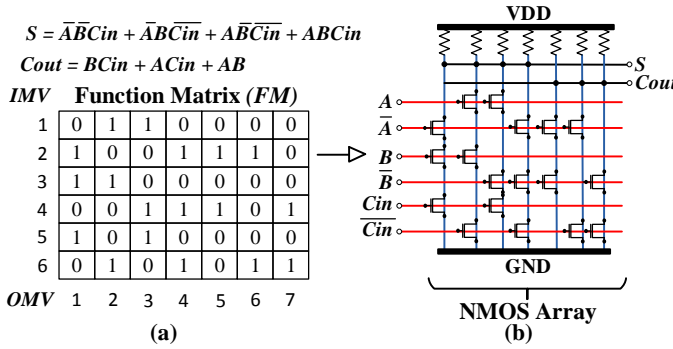 S = A̅B̅Cin + A̅BC̅i̅n̅ + AB̅C̅i̅n̅ + ABCin
Cout = BCin + ACin + AB
IMV Function Matrix (FM)
1 0 1 1 0 0 0 0
2 1 0 0 1 1 1 0
3 1 1 0 0 0 0 0
4 0 0 1 1 1 0 1
5 1 0 1 0 0 0 0
6 0 1 0 1 0 1 1
OMV 1 2 3 4 5 6 7
(a)
VDD
S
Cout
A
A̅
B
B̅
Cin
C̅i̅n̅
GND
NMOS Array
(b)